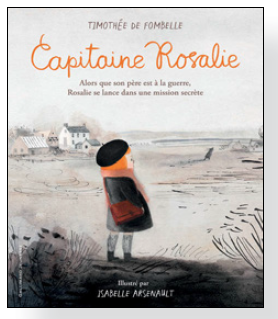 TIMOTHÉE DE FOMBELLE
Capitaine Rosalie
Alors que son père est à la guerre,
Rosalie se lance dans une mission secrète
Illustré par
ISABELLE ARSENAULT